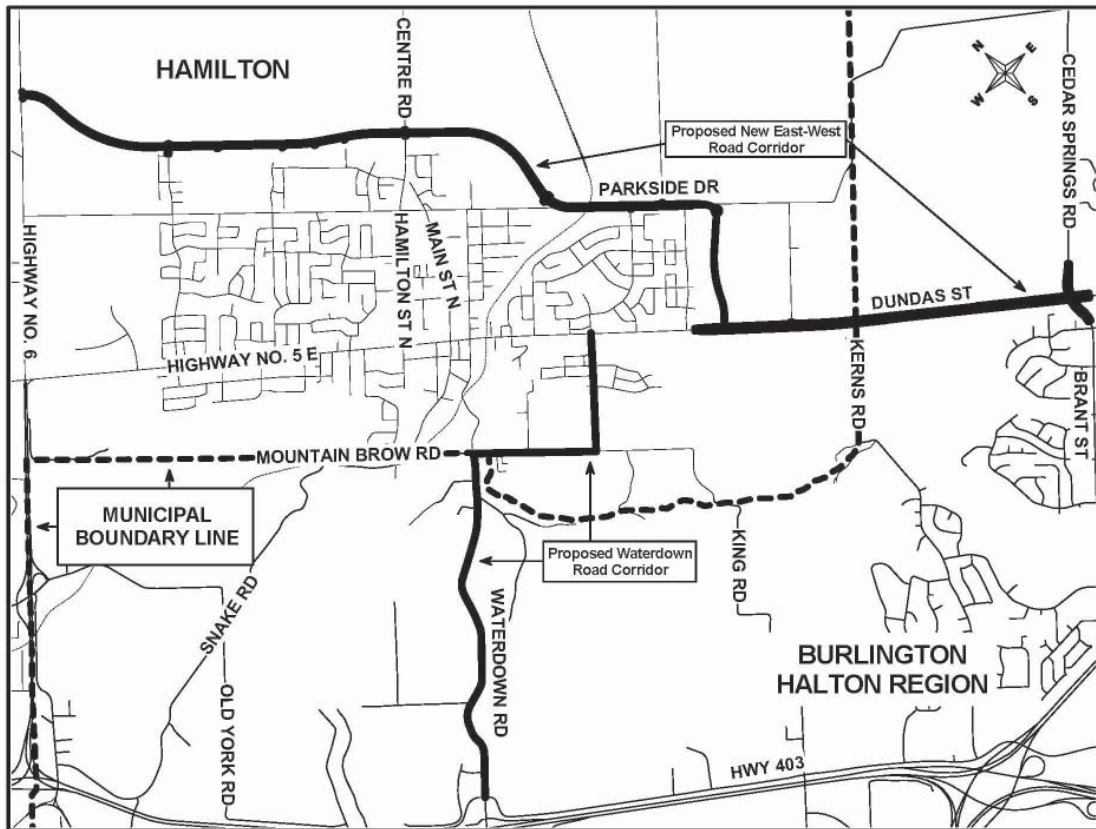 HAMILTON
CENTRE RD
N
E
W
S
CEDAR SPRINGS RD
Proposed New East-West
Road Corridor
PARKSIDE DR
HIGHWAY NO. 6
HAMILTON ST N
MAIN ST N
DUNDAS ST
HIGHWAY NO. 5 E
KERNS RD
BRANT ST
MOUNTAIN BROW RD
MUNICIPAL
BOUNDARY LINE
Proposed Waterdown
Road Corridor
KING RD
SNAKE RD
OLD YORK RD
WATERDOWN RD
BURLINGTON
HALTON REGION
HWY 403